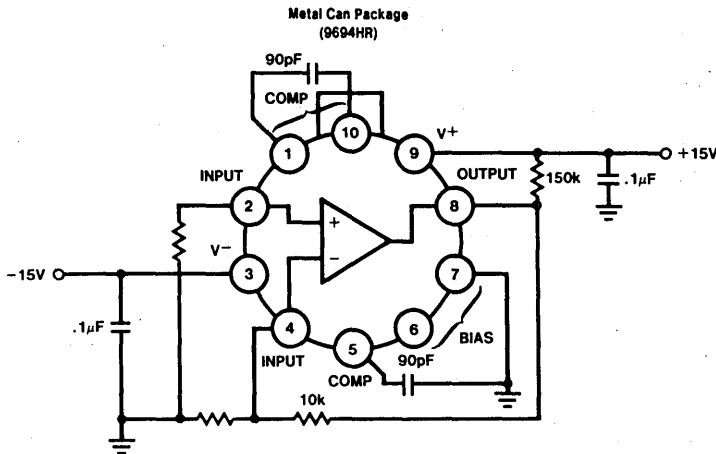 Metal Can Package
(9694HR)
90pF
COMP
10
1
9
V+
+15V
INPUT
OUTPUT
150k
.1µF
2
+
8
V−
−
−15V
3
7
.1µF
4
6
BIAS
INPUT
5
90pF
COMP
10k